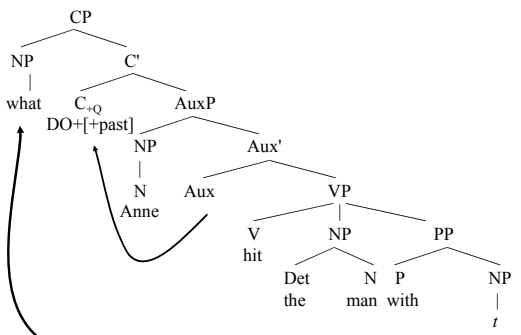 CP
NP C'
what C+Q AuxP
DO+[+past]
NP Aux'
N Aux VP
Anne
V NP PP
hit
Det N P NP
the man with
t